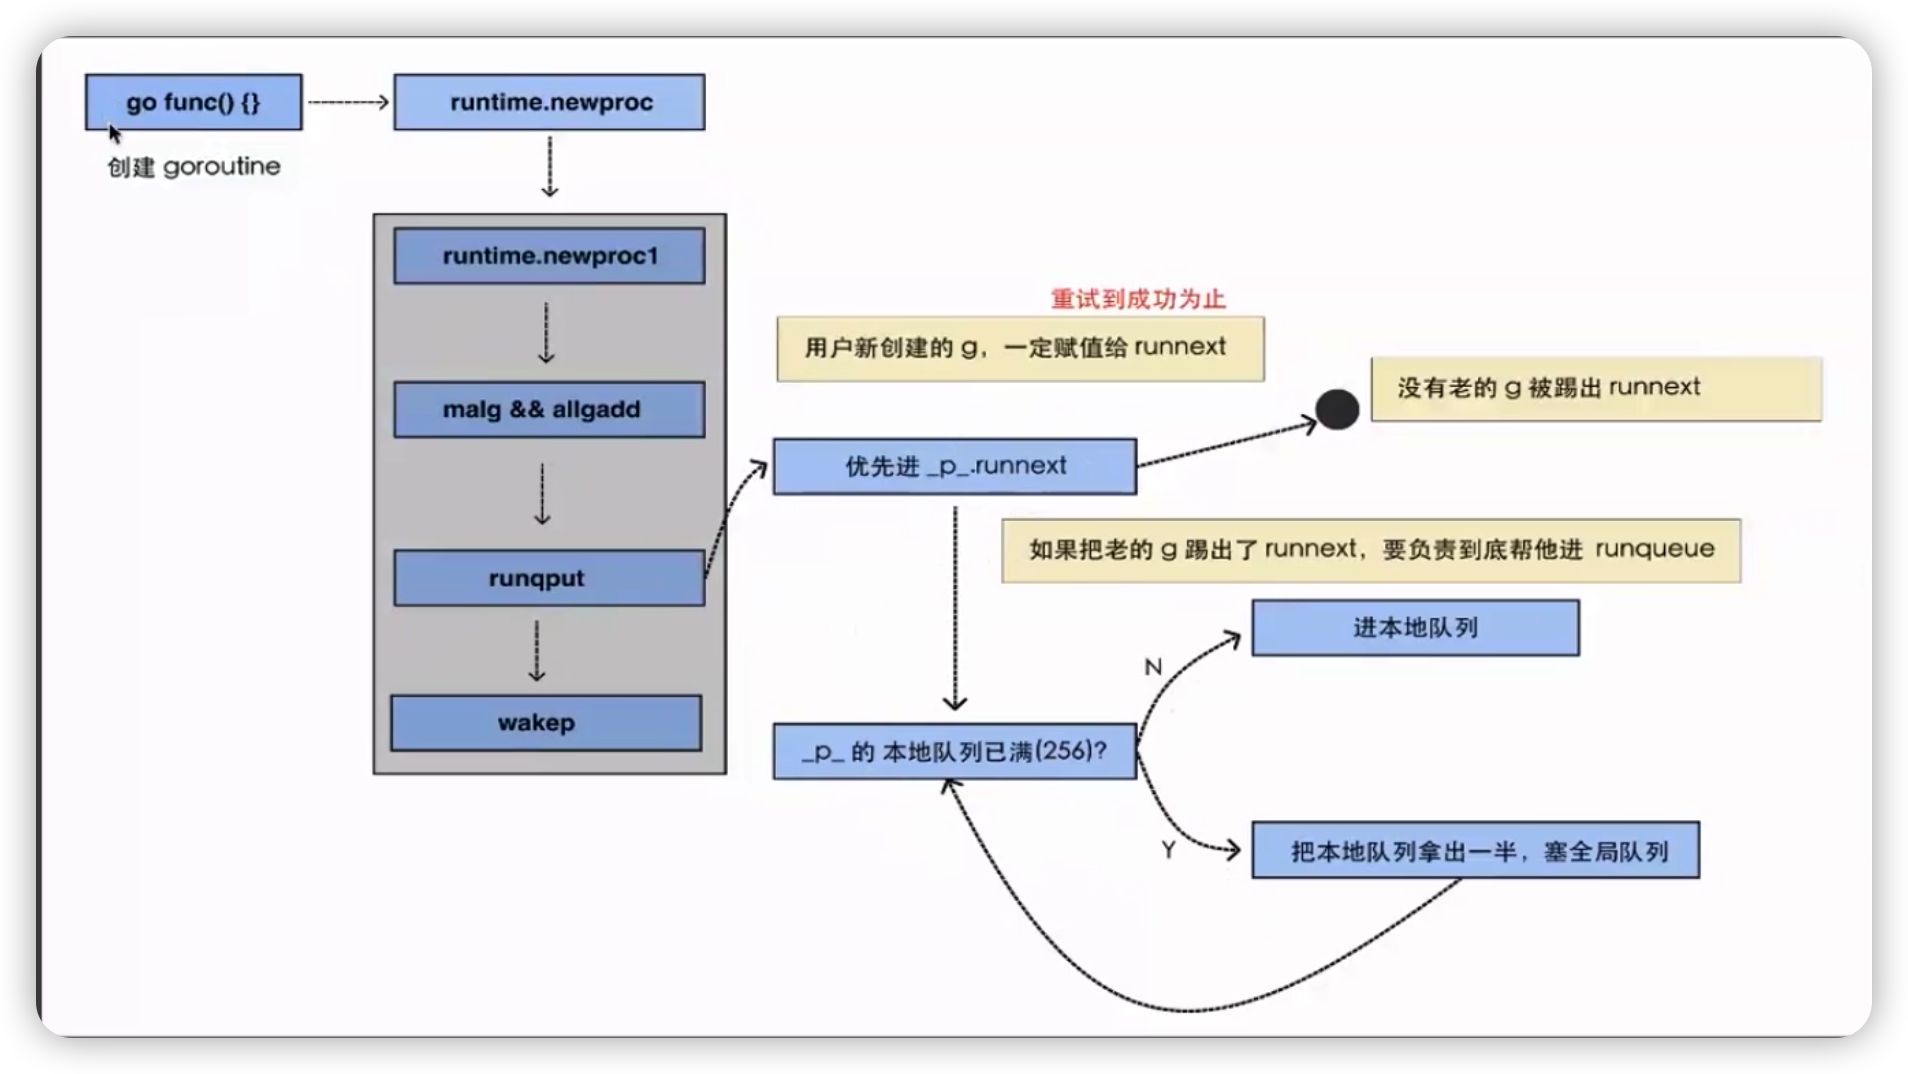 go func() {}
runtime.newproc
创建 goroutine
runtime.newproc1
重试到成功为止
用户新创建的 g，一定赋值给 runnext
没有老的 g 被踢出 runnext
malg && allgadd
优先进 _p_.runnext
如果把老的 g 踢出了 runnext，要负责到底帮他进 runqueue
runqput
进本地队列
N
wakep
_p_ 的 本地队列已满(256)?
Y
把本地队列拿出一半，塞全局队列